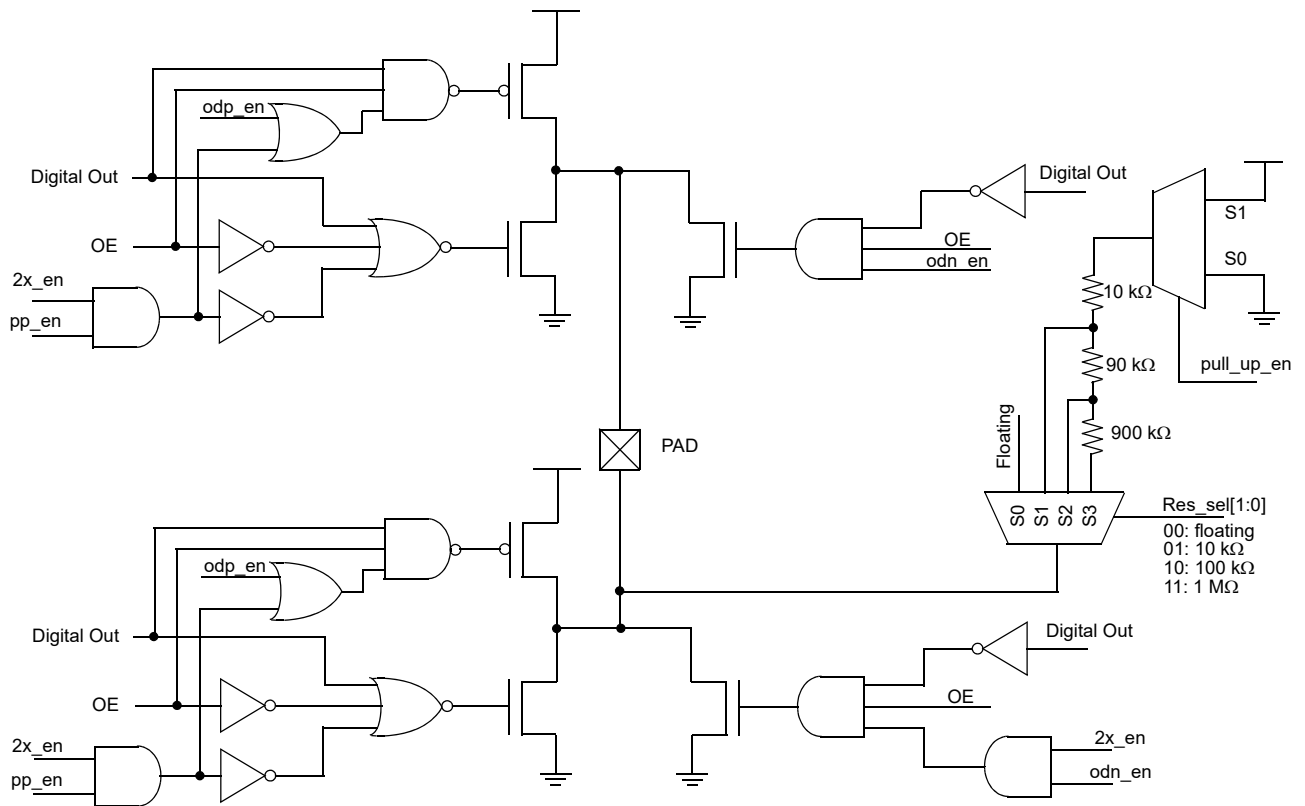 odp_en
Digital Out
OE
2x_en
pp_en
Digital Out
OE
odn_en
S1
S0
10 kΩ
90 kΩ
900 kΩ
pull_up_en
Floating
PAD
S0 S1 S2 S3
Res_sel[1:0]
00: floating
01: 10 kΩ
10: 100 kΩ
11: 1 MΩ
odp_en
Digital Out
OE
2x_en
pp_en
Digital Out
OE
2x_en
odn_en